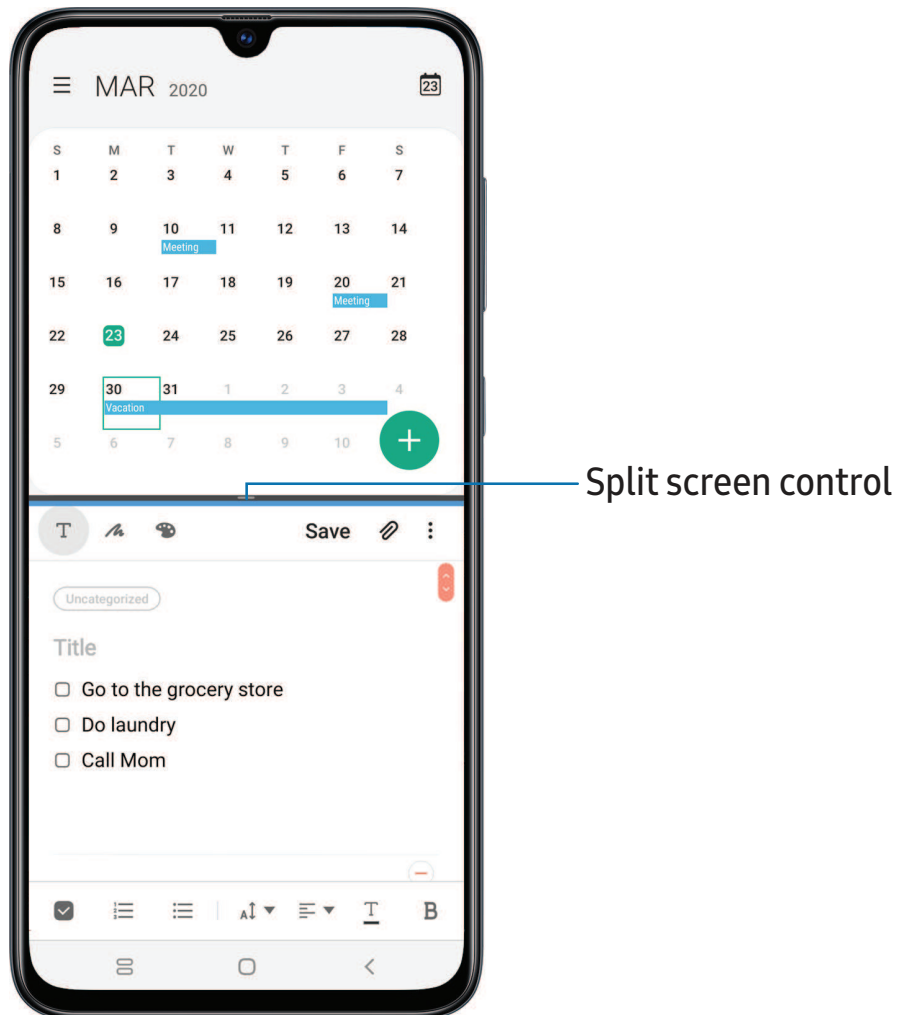 MAR 2020 23
S M T W T F S
1 2 3 4 5 6 7
8 9 10 11 12 13 14
Meeting
15 16 17 18 19 20 21
Meeting
22 23 24 25 26 27 28
29 30 31 1 2 3 4
Vacation
5 6 7 8 9 10
+
Split screen control
T Save
Uncategorized
Title
Go to the grocery store
Do laundry
Call Mom
A T B